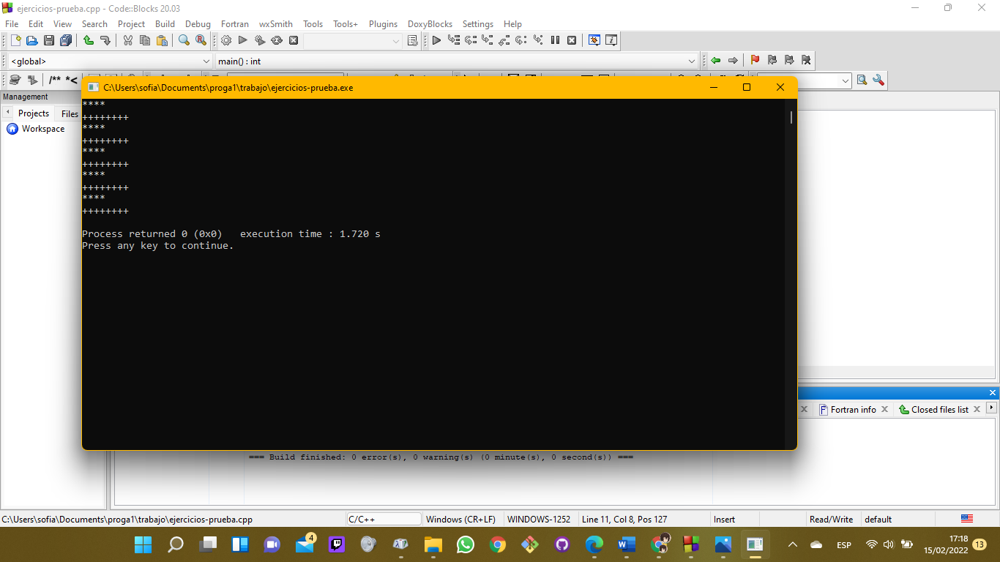 ejercicios-prueba.cpp - Code::Blocks 20.03
File Edit View Search Project Build Debug Fortran wxSmith Tools Tools+ Plugins DoxyBlocks Settings Help
<global> main() : int
/** *<
Management
Projects Files
Workspace
C:\Users\sofia\Documents\proga1\trabajo\ejercicios-prueba.exe
****
++++++++
****
++++++++
****
++++++++
****
++++++++
****
++++++++
Process returned 0 (0x0)   execution time : 1.720 s
Press any key to continue.
Fortran info Closed files list
=== Build finished: 0 error(s), 0 warning(s) (0 minute(s), 0 second(s)) ===
C:\Users\sofia\Documents\proga1\trabajo\ejercicios-prueba.cpp C/C++ Windows (CR+LF) WINDOWS-1252 Line 11, Col 8, Pos 127 Insert Read/Write default
4 ESP 17:18 13
15/02/2022